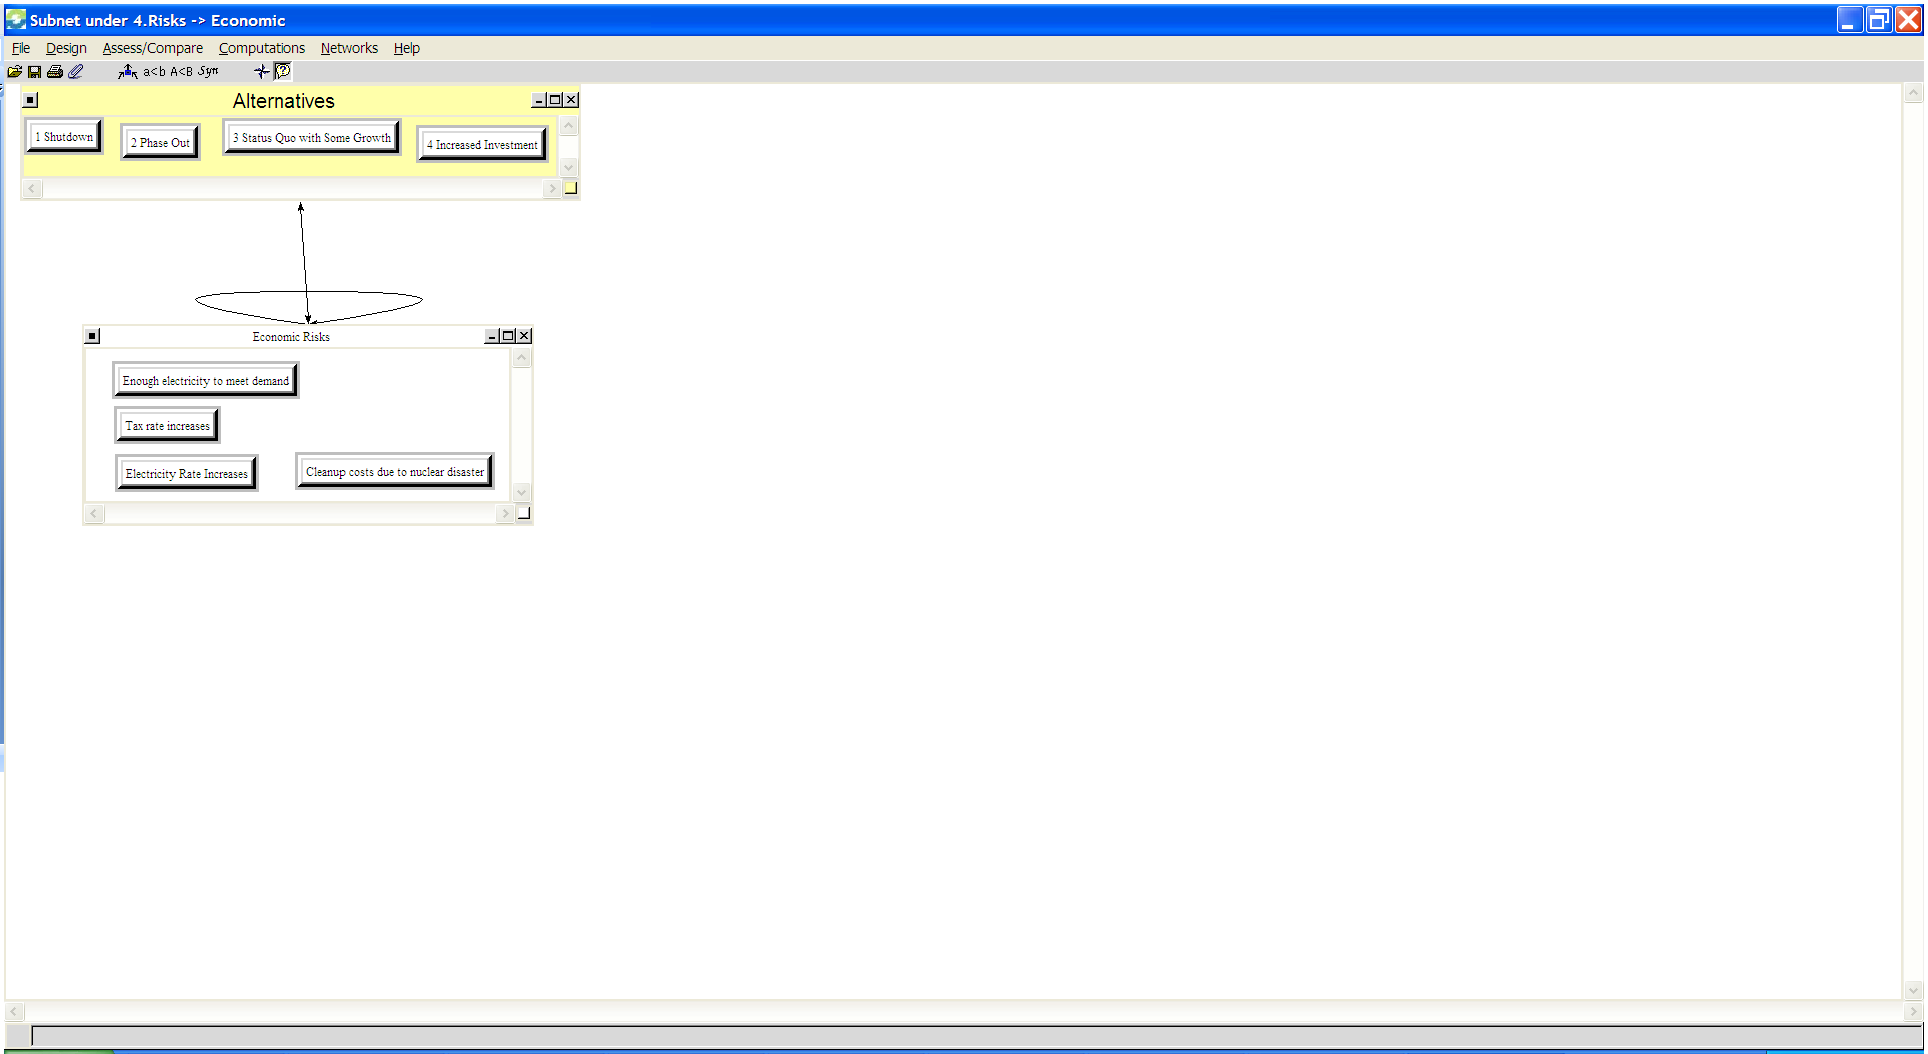 Subnet under 4.Risks -> Economic
File Design Assess/Compare Computations Networks Help
a<b A<B Syn
Alternatives
1 Shutdown
2 Phase Out
3 Status Quo with Some Growth
4 Increased Investment
Economic Risks
Enough electricity to meet demand
Tax rate increases
Electricity Rate Increases
Cleanup costs due to nuclear disaster